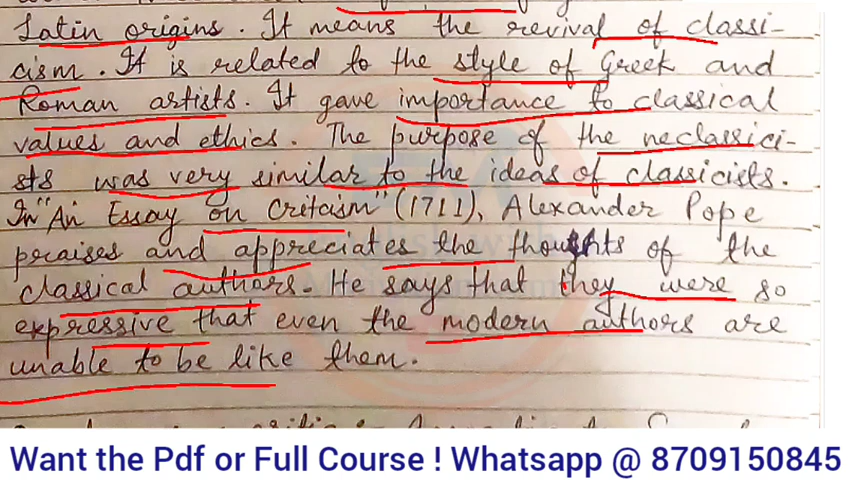 Latin origins. It means the revival of classi-
cism. It is related to the style of Greek and
Roman artists. It gave importance to classical
values and ethics. The purpose of the neclassici-
sts was very similar to the ideas of classicists.
In "An Essay on Critcism" (1711), Alexander Pope
praises and appreciates the thoughts of the
classical authors. He says that they were so
expressive that even the modern authors are
unable to be like them.
Want the Pdf or Full Course ! Whatsapp @ 8709150845